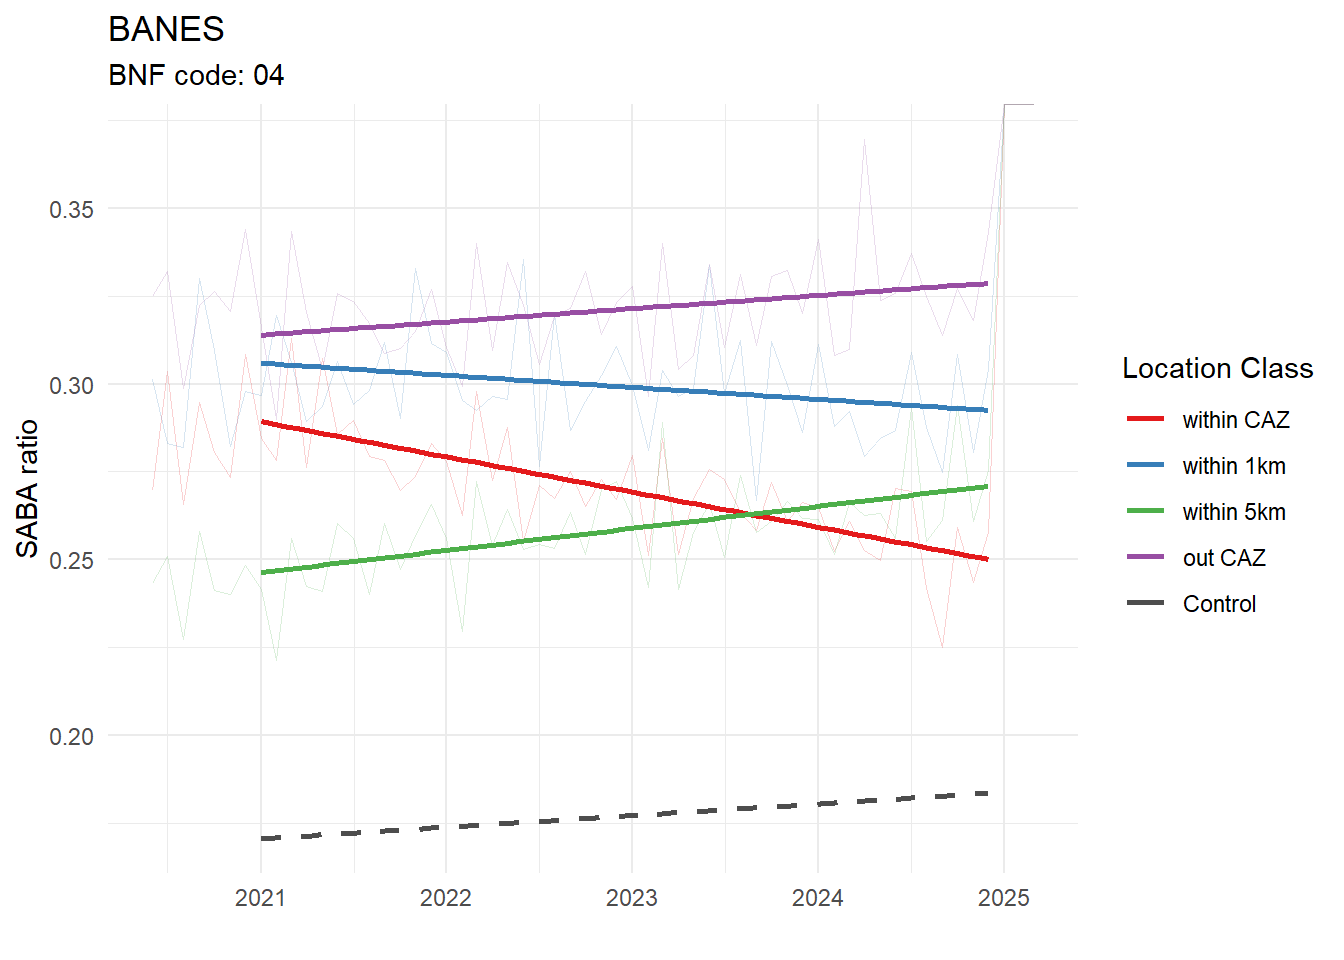 BANES
BNF code: 04
SABA ratio
0.35
0.30
0.25
0.20
2021
2022
2023
2024
2025
Location Class
within CAZ
within 1km
within 5km
out CAZ
Control